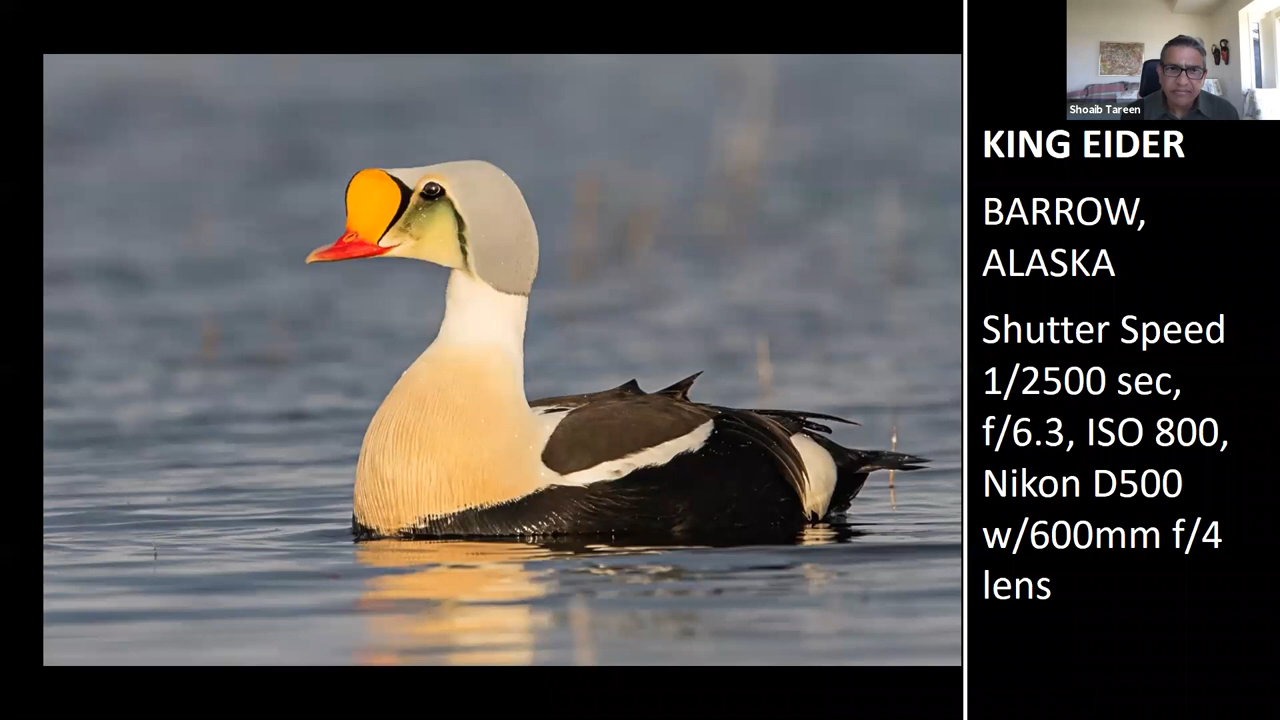 Shoaib Tareen
KING EIDER
BARROW,
ALASKA
Shutter Speed
1/2500 sec,
f/6.3, ISO 800,
Nikon D500
w/600mm f/4
lens